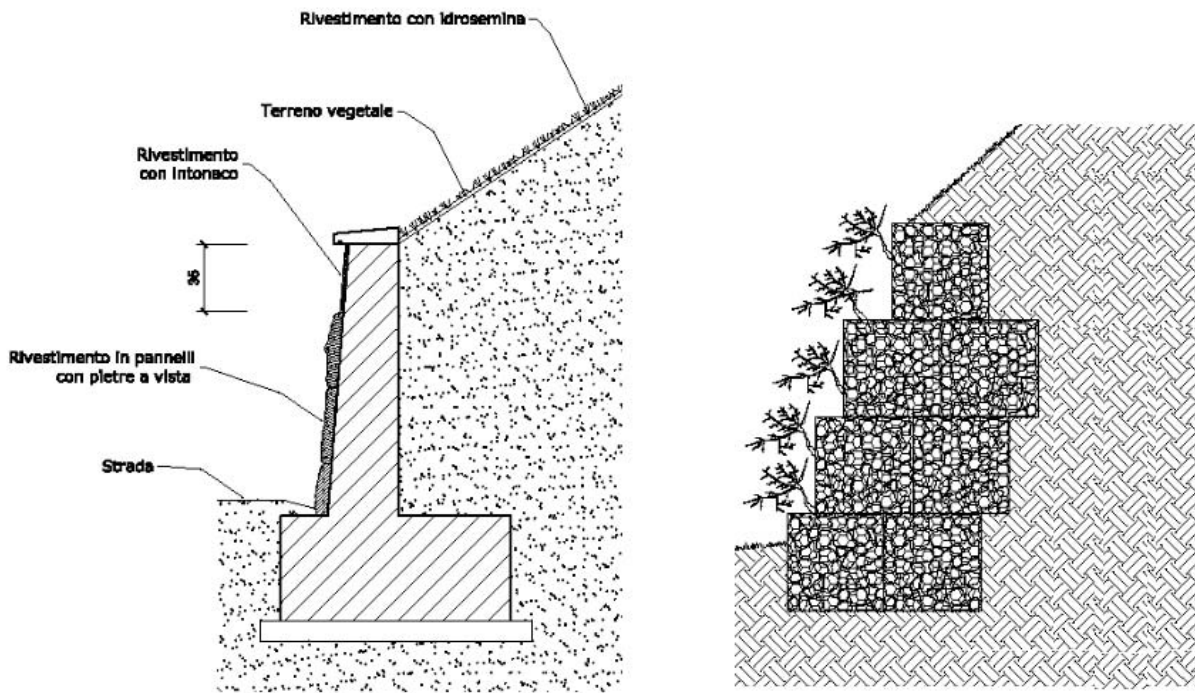 Rivestimento con idrosemina
Terreno vegetale
Rivestimento
con intonaco
36
Rivestimento in pannelli
con pietre a vista
Strada